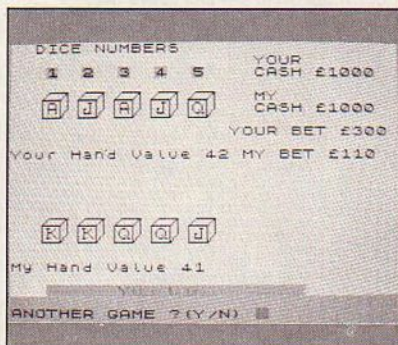 DICE NUMBERS
1 2 3 4 5
YOUR
CASH £1000
A J A J Q
MY
CASH £1000
YOUR BET £300
Your Hand Value 42 MY BET £110
K K Q Q J
My Hand Value 41
ANOTHER GAME ?(Y/N)